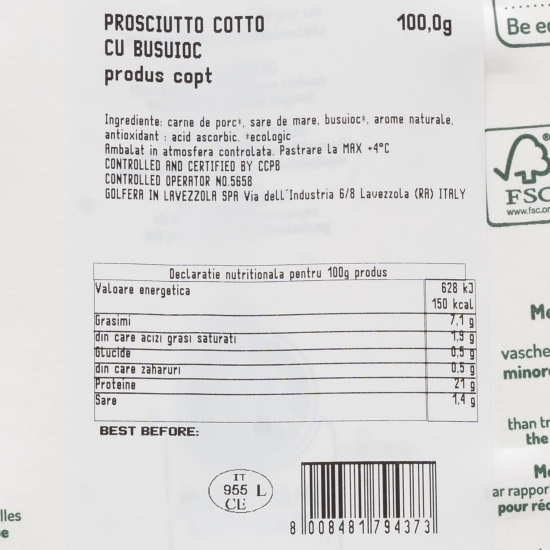 PROSCIUTTO COTTO 100,0g
CU BUSUIOC
produs copt
Ingrediente: carne de porc*, sare de mare, busuioc*, arome naturale,
antioxidant : acid ascorbic. *ecologic
Ambalat in atmosfera controlata. Pastrare la MAX +4°C
CONTROLLED AND CERTIFIED BY CCPB
CONTROLLED OPERATOR NO.5658
GOLFERA IN LAVEZZOLA SPA Via dell'Industria 6/8 Lavezzola (RA) ITALY
Declaratie nutritionala pentru 100g produs
Valoare energetica 628 kJ
150 kcal
Grasimi 7,1 g
din care acizi grasi saturati 1,9 g
Glucide 0,5 g
din care zaharuri 0,5 g
Proteine 21 g
Sare 1,4 g
BEST BEFORE:
IT
955 L
CE
8 008481 794373
Be
FSC
www.fsc.or
vasche
minor
than
the
ar rappor
pour
lles
e